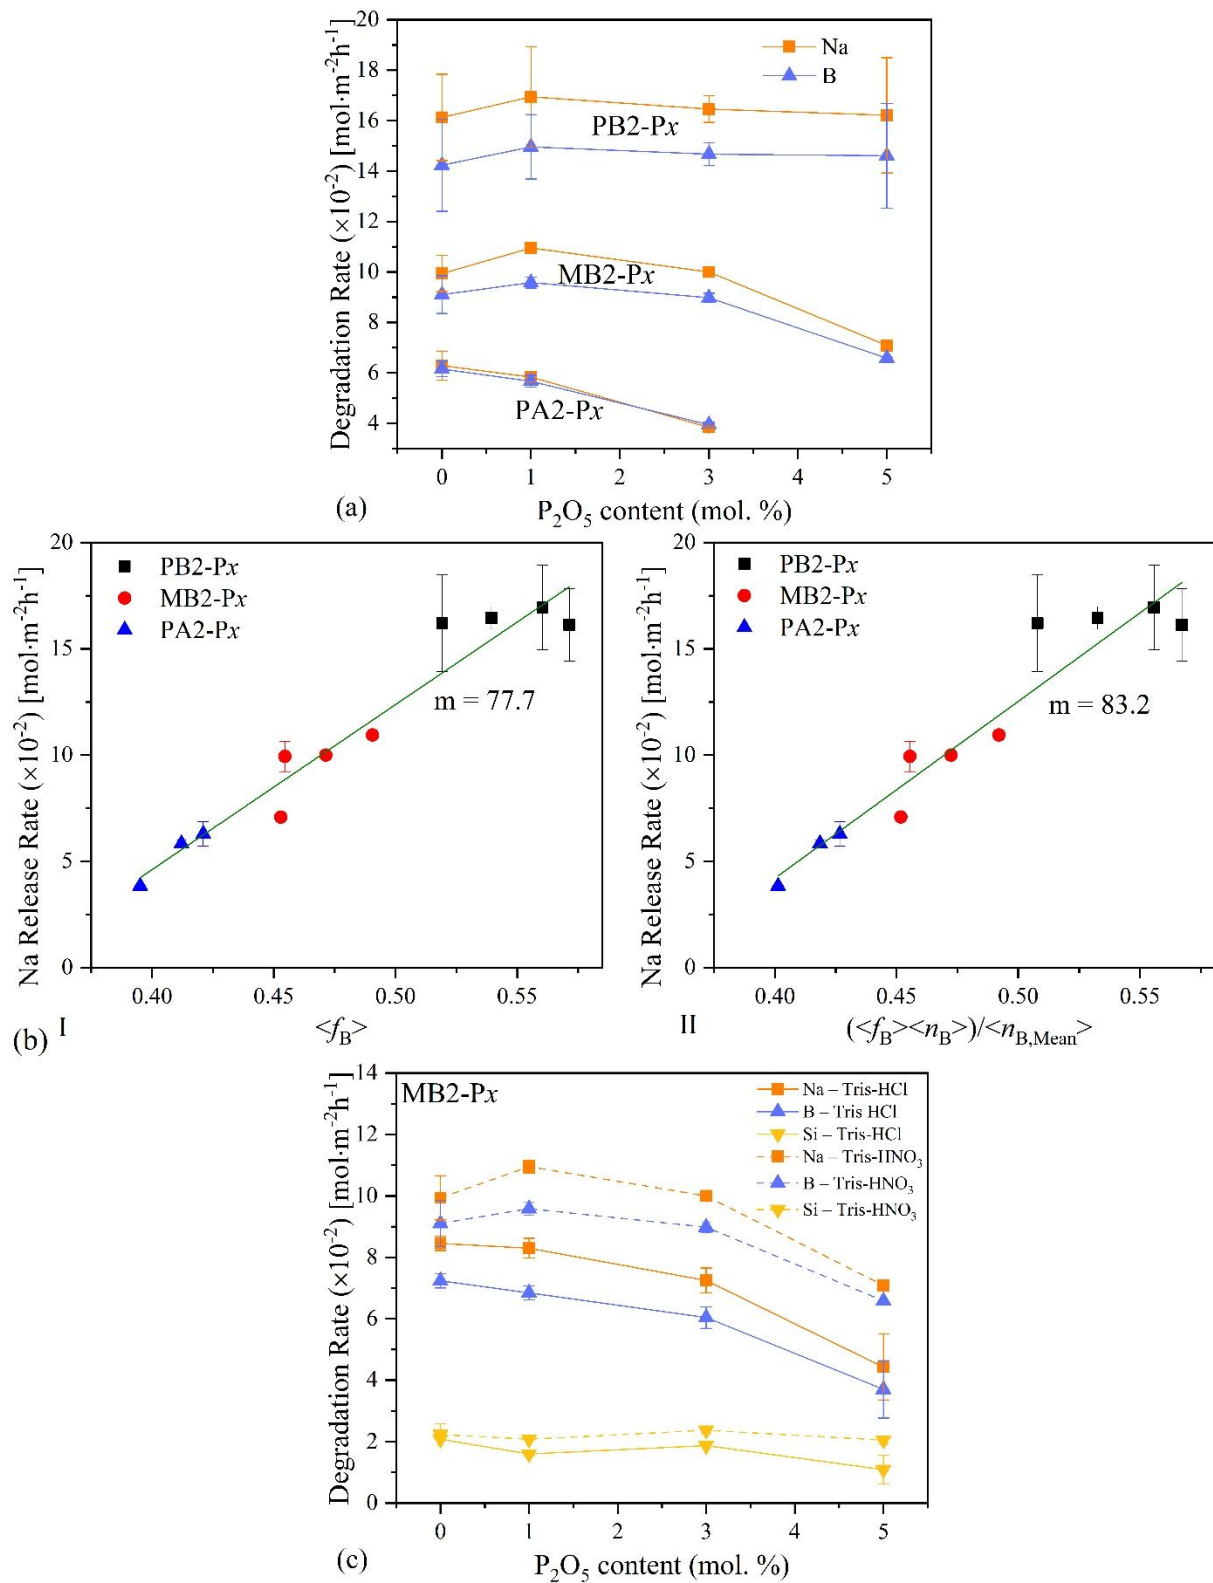 Degradation Rate (×10⁻²) [mol·m⁻²h⁻¹]
20
18
16
14
12
10
8
6
4
Na
B
PB2-Px
MB2-Px
PA2-Px
0 1 2 3 4 5
P₂O₅ content (mol. %)
(a)
Na Release Rate (×10⁻²) [mol·m⁻²h⁻¹]
20
15
10
5
0
PB2-Px
MB2-Px
PA2-Px
m = 77.7
0.40 0.45 0.50 0.55
<f_B>
(b) I
Na Release Rate (×10⁻²) [mol·m⁻²h⁻¹]
20
15
10
5
0
PB2-Px
MB2-Px
PA2-Px
m = 83.2
0.40 0.45 0.50 0.55
II
(<f_B><n_B>)/<n_B,Mean>
Degradation Rate (×10⁻²) [mol·m⁻²h⁻¹]
14
12
10
8
6
4
2
0
MB2-Px
Na – Tris-HCl
B – Tris HCl
Si – Tris-HCl
Na – Tris-HNO₃
B – Tris-HNO₃
Si – Tris-HNO₃
0 1 2 3 4 5
P₂O₅ content (mol. %)
(c)